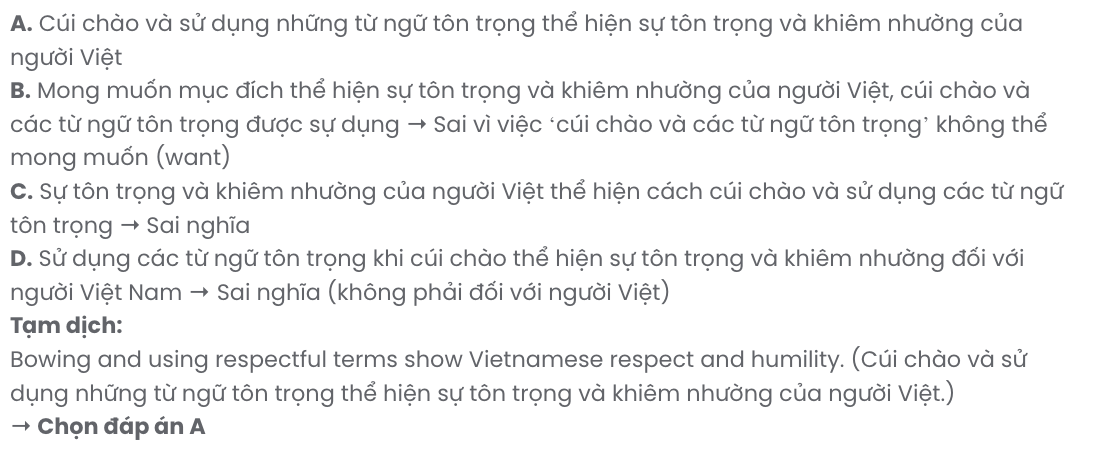 A. Cúi chào và sử dụng những từ ngữ tôn trọng thể hiện sự tôn trọng và khiêm nhường của
người Việt
B. Mong muốn mục đích thể hiện sự tôn trọng và khiêm nhường của người Việt, cúi chào và
các từ ngữ tôn trọng được sự dụng → Sai vì việc ‘cúi chào và các từ ngữ tôn trọng’ không thể
mong muốn (want)
C. Sự tôn trọng và khiêm nhường của người Việt thể hiện cách cúi chào và sử dụng các từ ngữ
tôn trọng → Sai nghĩa
D. Sử dụng các từ ngữ tôn trọng khi cúi chào thể hiện sự tôn trọng và khiêm nhường đối với
người Việt Nam → Sai nghĩa (không phải đối với người Việt)
Tạm dịch:
Bowing and using respectful terms show Vietnamese respect and humility. (Cúi chào và sử
dụng những từ ngữ tôn trọng thể hiện sự tôn trọng và khiêm nhường của người Việt.)
→ Chọn đáp án A